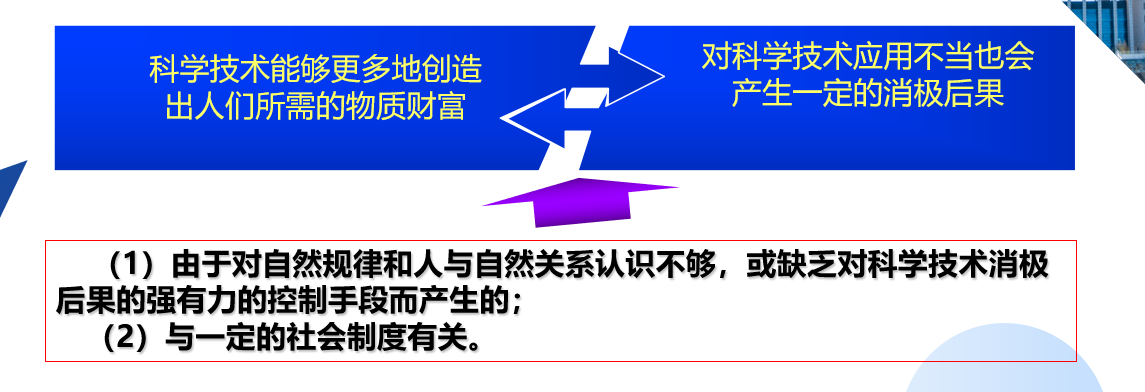 科学技术能够更多地创造
出人们所需的物质财富
对科学技术应用不当也会
产生一定的消极后果
（1）由于对自然规律和人与自然关系认识不够，或缺乏对科学技术消极
后果的强有力的控制手段而产生的；
（2）与一定的社会制度有关。